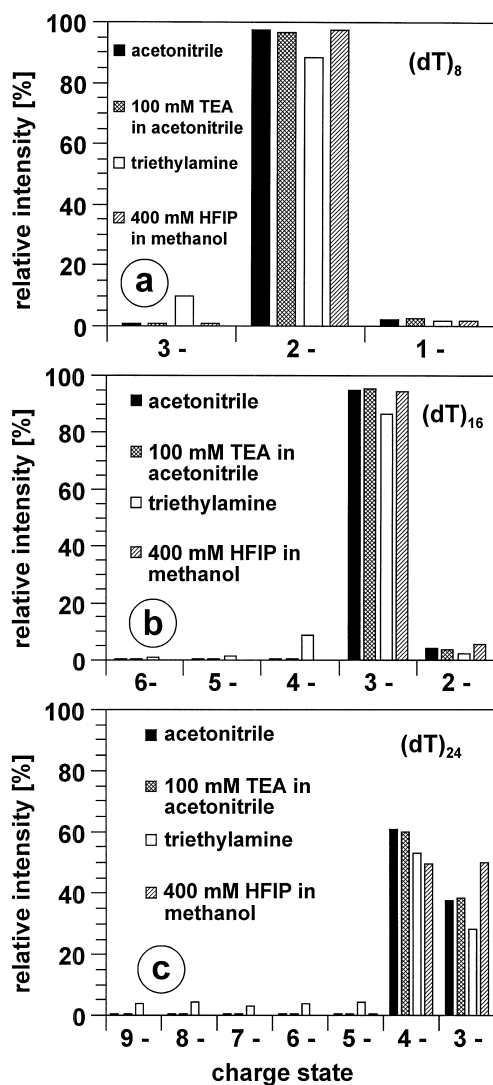 relative intensity [%]
100
80
60
40
20
0
acetonitrile
100 mM TEA
in acetonitrile
triethylamine
400 mM HFIP
in methanol
(dT)8
a
3 - 2 - 1 -
relative intensity [%]
100
80
60
40
20
0
acetonitrile
100 mM TEA in
acetonitrile
triethylamine
400 mM HFIP in
methanol
(dT)16
b
6- 5 - 4 - 3 - 2 -
relative intensity [%]
100
80
60
40
20
0
acetonitrile
100 mM TEA in
acetonitrile
triethylamine
400 mM HFIP in
methanol
(dT)24
c
9 - 8 - 7 - 6 - 5 - 4 - 3 -
charge state